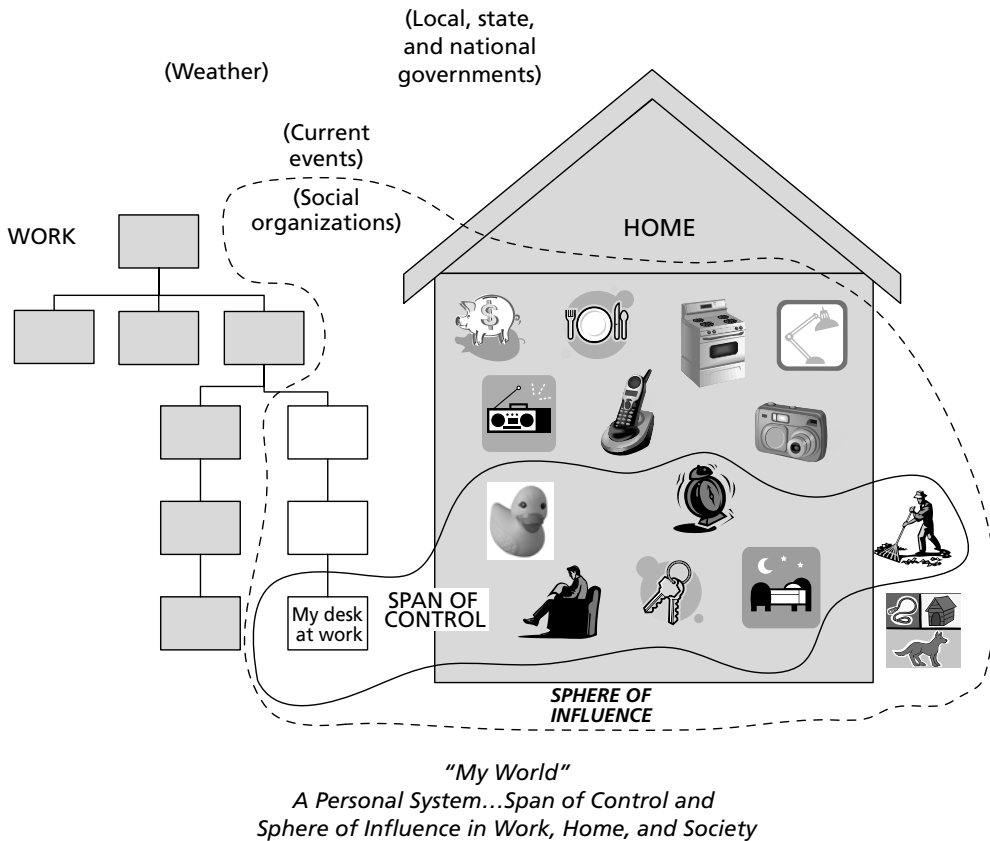 (Local, state,
and national
governments)
(Weather)
(Current
events)
(Social
organizations)
WORK
HOME
$
My desk
at work
SPAN OF
CONTROL
SPHERE OF
INFLUENCE
“My World”
A Personal System…Span of Control and
Sphere of Influence in Work, Home, and Society